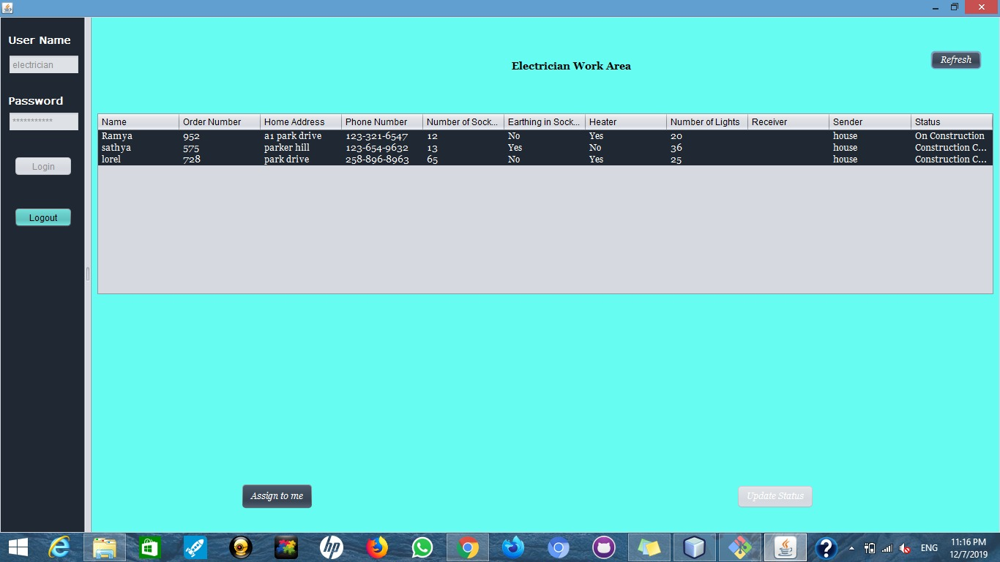 User Name
electrician
Password
***********
Login
Logout
Electrician Work Area
Refresh
Name Order Number Home Address Phone Number Number of Sock... Earthing in Sock... Heater Number of Lights Receiver Sender Status
Ramya 952 a1 park drive 123-321-6547 12 No Yes 20 house On Construction
sathya 575 parker hill 123-654-9632 13 Yes No 36 house Construction C...
lorel 728 park drive 258-896-8963 65 No Yes 25 house Construction C...
Assign to me
Update Status
hp
?
ENG
11:16 PM
12/7/2019